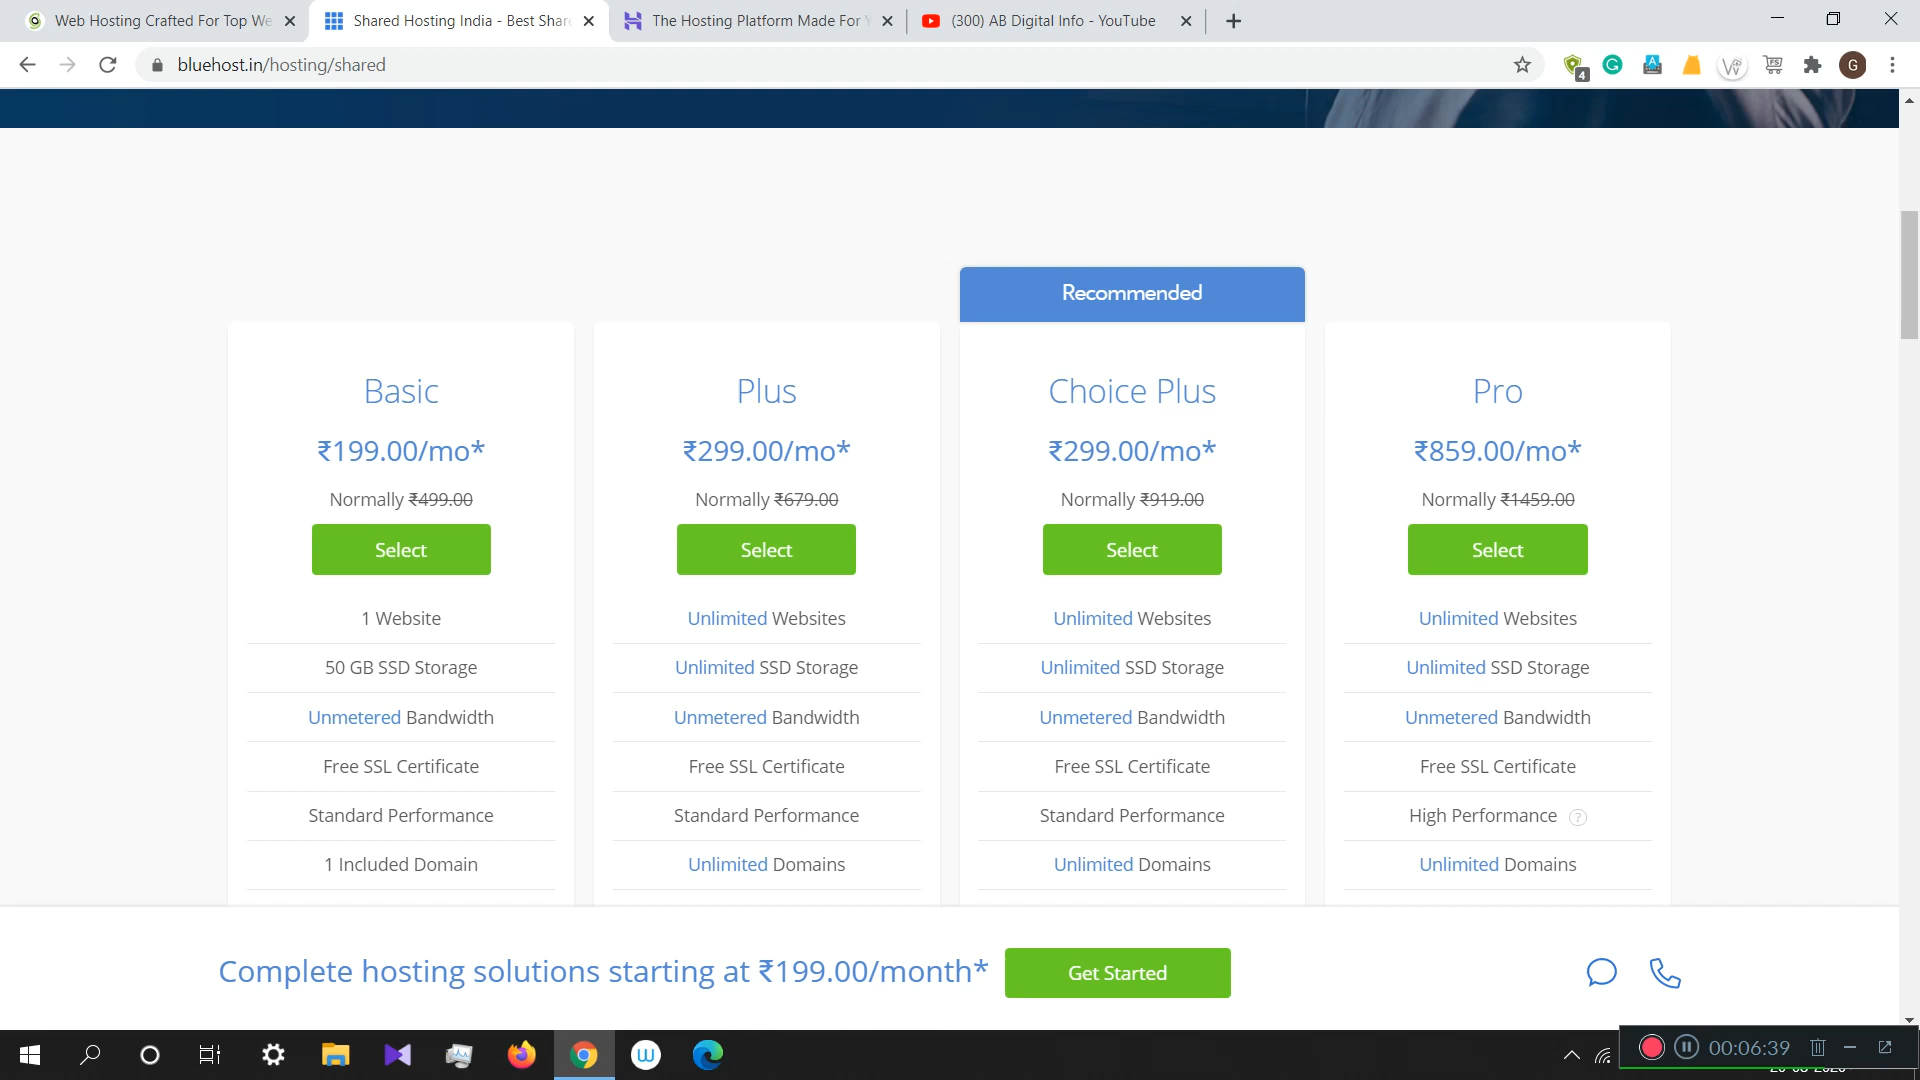 Web Hosting Crafted For Top We
Shared Hosting India - Best Shar
The Hosting Platform Made For Y
(300) AB Digital Info - YouTube
bluehost.in/hosting/shared
4
G
Recommended
Basic
Plus
Choice Plus
Pro
₹199.00/mo*
₹299.00/mo*
₹299.00/mo*
₹859.00/mo*
Normally ₹499.00
Normally ₹679.00
Normally ₹919.00
Normally ₹1459.00
Select
Select
Select
Select
1 Website
Unlimited Websites
Unlimited Websites
Unlimited Websites
50 GB SSD Storage
Unlimited SSD Storage
Unlimited SSD Storage
Unlimited SSD Storage
Unmetered Bandwidth
Unmetered Bandwidth
Unmetered Bandwidth
Unmetered Bandwidth
Free SSL Certificate
Free SSL Certificate
Free SSL Certificate
Free SSL Certificate
Standard Performance
Standard Performance
Standard Performance
High Performance ?
1 Included Domain
Unlimited Domains
Unlimited Domains
Unlimited Domains
Complete hosting solutions starting at ₹199.00/month*
Get Started
00:06:39